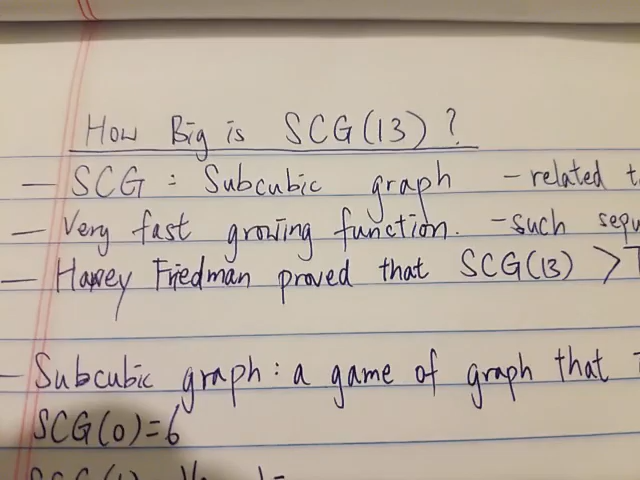 How Big is SCG(13)?
— SCG: Subcubic graph - related
— Very fast growing function. - such
— Harvey Friedman proved that SCG(13) >
— Subcubic graph: a game of graph that
SCG(0)=6